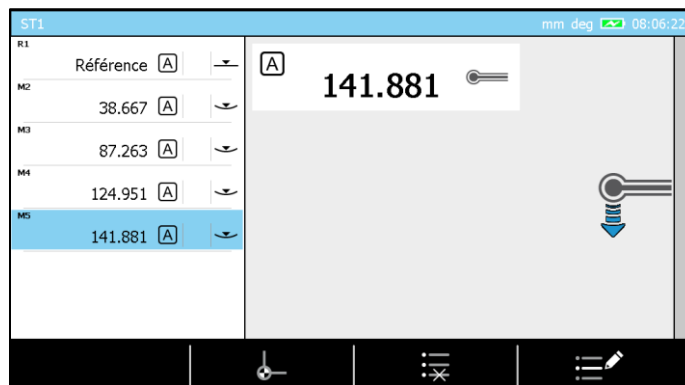 ST1
mm deg 08:06:22
R1
Référence A
M2
38.667 A
M3
87.263 A
M4
124.951 A
M5
141.881 A
A
141.881